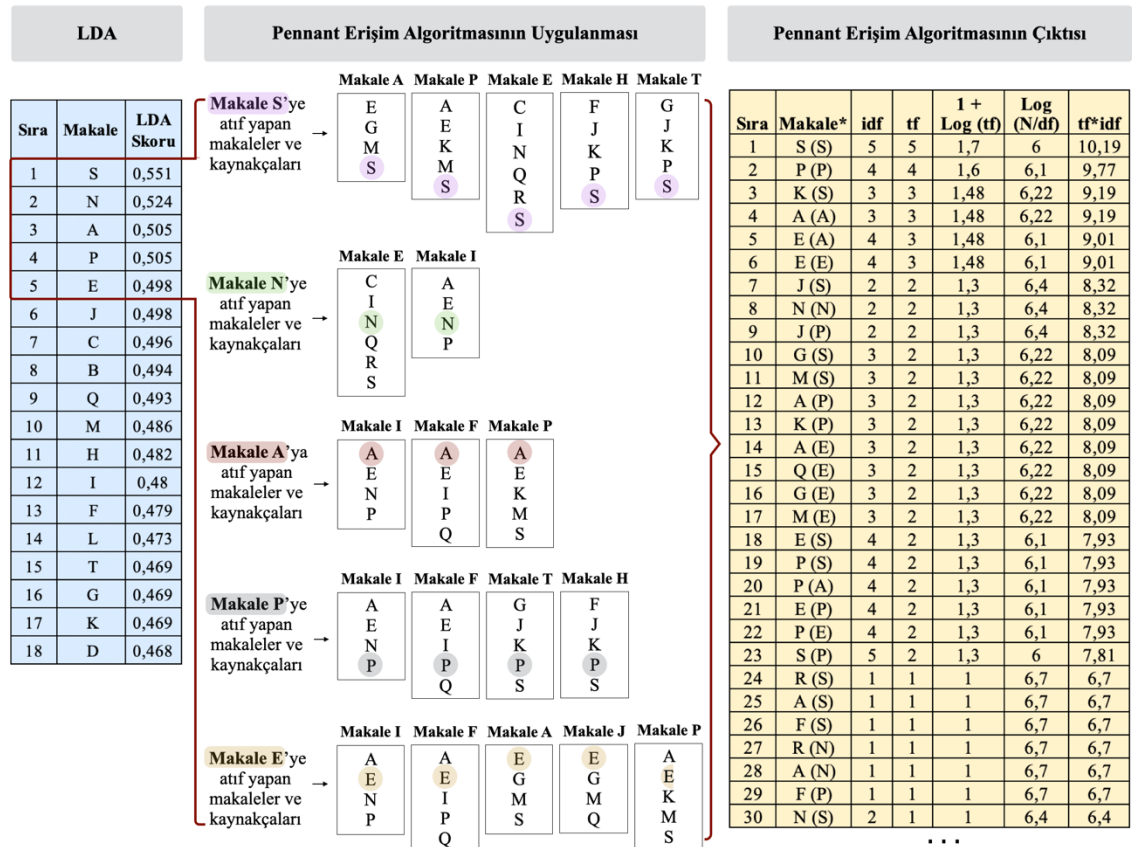 LDA
Sıra Makale LDA Skoru
1 S 0,551
2 N 0,524
3 A 0,505
4 P 0,505
5 E 0,498
6 J 0,498
7 C 0,496
8 B 0,494
9 Q 0,493
10 M 0,486
11 H 0,482
12 I 0,48
13 F 0,479
14 L 0,473
15 T 0,469
16 G 0,469
17 K 0,469
18 D 0,468
Pennant Erişim Algoritmasının Uygulanması
Makale S'ye
atıf yapan
makaleler ve
kaynakçaları
Makale A Makale P Makale E Makale H Makale T
E A C F G
G E I J J
M K N K K
S M Q P P
S R S S
S
Makale N'ye
atıf yapan
makaleler ve
kaynakçaları
Makale E Makale I
C A
I E
N N
Q P
R
S
Makale A'ya
atıf yapan
makaleler ve
kaynakçaları
Makale I Makale F Makale P
A A A
E E E
N I K
P P M
Q S
Makale P'ye
atıf yapan
makaleler ve
kaynakçaları
Makale I Makale F Makale T Makale H
A A G F
E E J J
N I K K
P P P P
Q S S
Makale E'ye
atıf yapan
makaleler ve
kaynakçaları
Makale I Makale F Makale A Makale J Makale P
A A E E A
E E G G E
N I M M K
P P S Q M
Q S
Pennant Erişim Algoritmasının Çıktısı
Sıra Makale* idf tf 1 + Log (tf) Log (N/df) tf*idf
1 S (S) 5 5 1,7 6 10,19
2 P (P) 4 4 1,6 6,1 9,77
3 K (S) 3 3 1,48 6,22 9,19
4 A (A) 3 3 1,48 6,22 9,19
5 E (A) 4 3 1,48 6,1 9,01
6 E (E) 4 3 1,48 6,1 9,01
7 J (S) 2 2 1,3 6,4 8,32
8 N (N) 2 2 1,3 6,4 8,32
9 J (P) 2 2 1,3 6,4 8,32
10 G (S) 3 2 1,3 6,22 8,09
11 M (S) 3 2 1,3 6,22 8,09
12 A (P) 3 2 1,3 6,22 8,09
13 K (P) 3 2 1,3 6,22 8,09
14 A (E) 3 2 1,3 6,22 8,09
15 Q (E) 3 2 1,3 6,22 8,09
16 G (E) 3 2 1,3 6,22 8,09
17 M (E) 3 2 1,3 6,22 8,09
18 E (S) 4 2 1,3 6,1 7,93
19 P (S) 4 2 1,3 6,1 7,93
20 P (A) 4 2 1,3 6,1 7,93
21 E (P) 4 2 1,3 6,1 7,93
22 P (E) 4 2 1,3 6,1 7,93
23 S (P) 5 2 1,3 6 7,81
24 R (S) 1 1 1 6,7 6,7
25 A (S) 1 1 1 6,7 6,7
26 F (S) 1 1 1 6,7 6,7
27 R (N) 1 1 1 6,7 6,7
28 A (N) 1 1 1 6,7 6,7
29 F (P) 1 1 1 6,7 6,7
30 N (S) 2 1 1 6,4 6,4
. . .